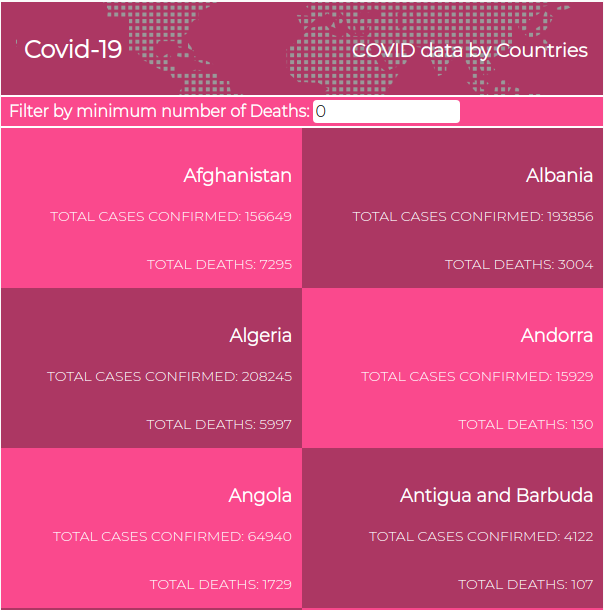 Covid-19
COVID data by Countries
Filter by minimum number of Deaths: 0
Afghanistan
TOTAL CASES CONFIRMED: 156649
TOTAL DEATHS: 7295
Albania
TOTAL CASES CONFIRMED: 193856
TOTAL DEATHS: 3004
Algeria
TOTAL CASES CONFIRMED: 208245
TOTAL DEATHS: 5997
Andorra
TOTAL CASES CONFIRMED: 15929
TOTAL DEATHS: 130
Angola
TOTAL CASES CONFIRMED: 64940
TOTAL DEATHS: 1729
Antigua and Barbuda
TOTAL CASES CONFIRMED: 4122
TOTAL DEATHS: 107